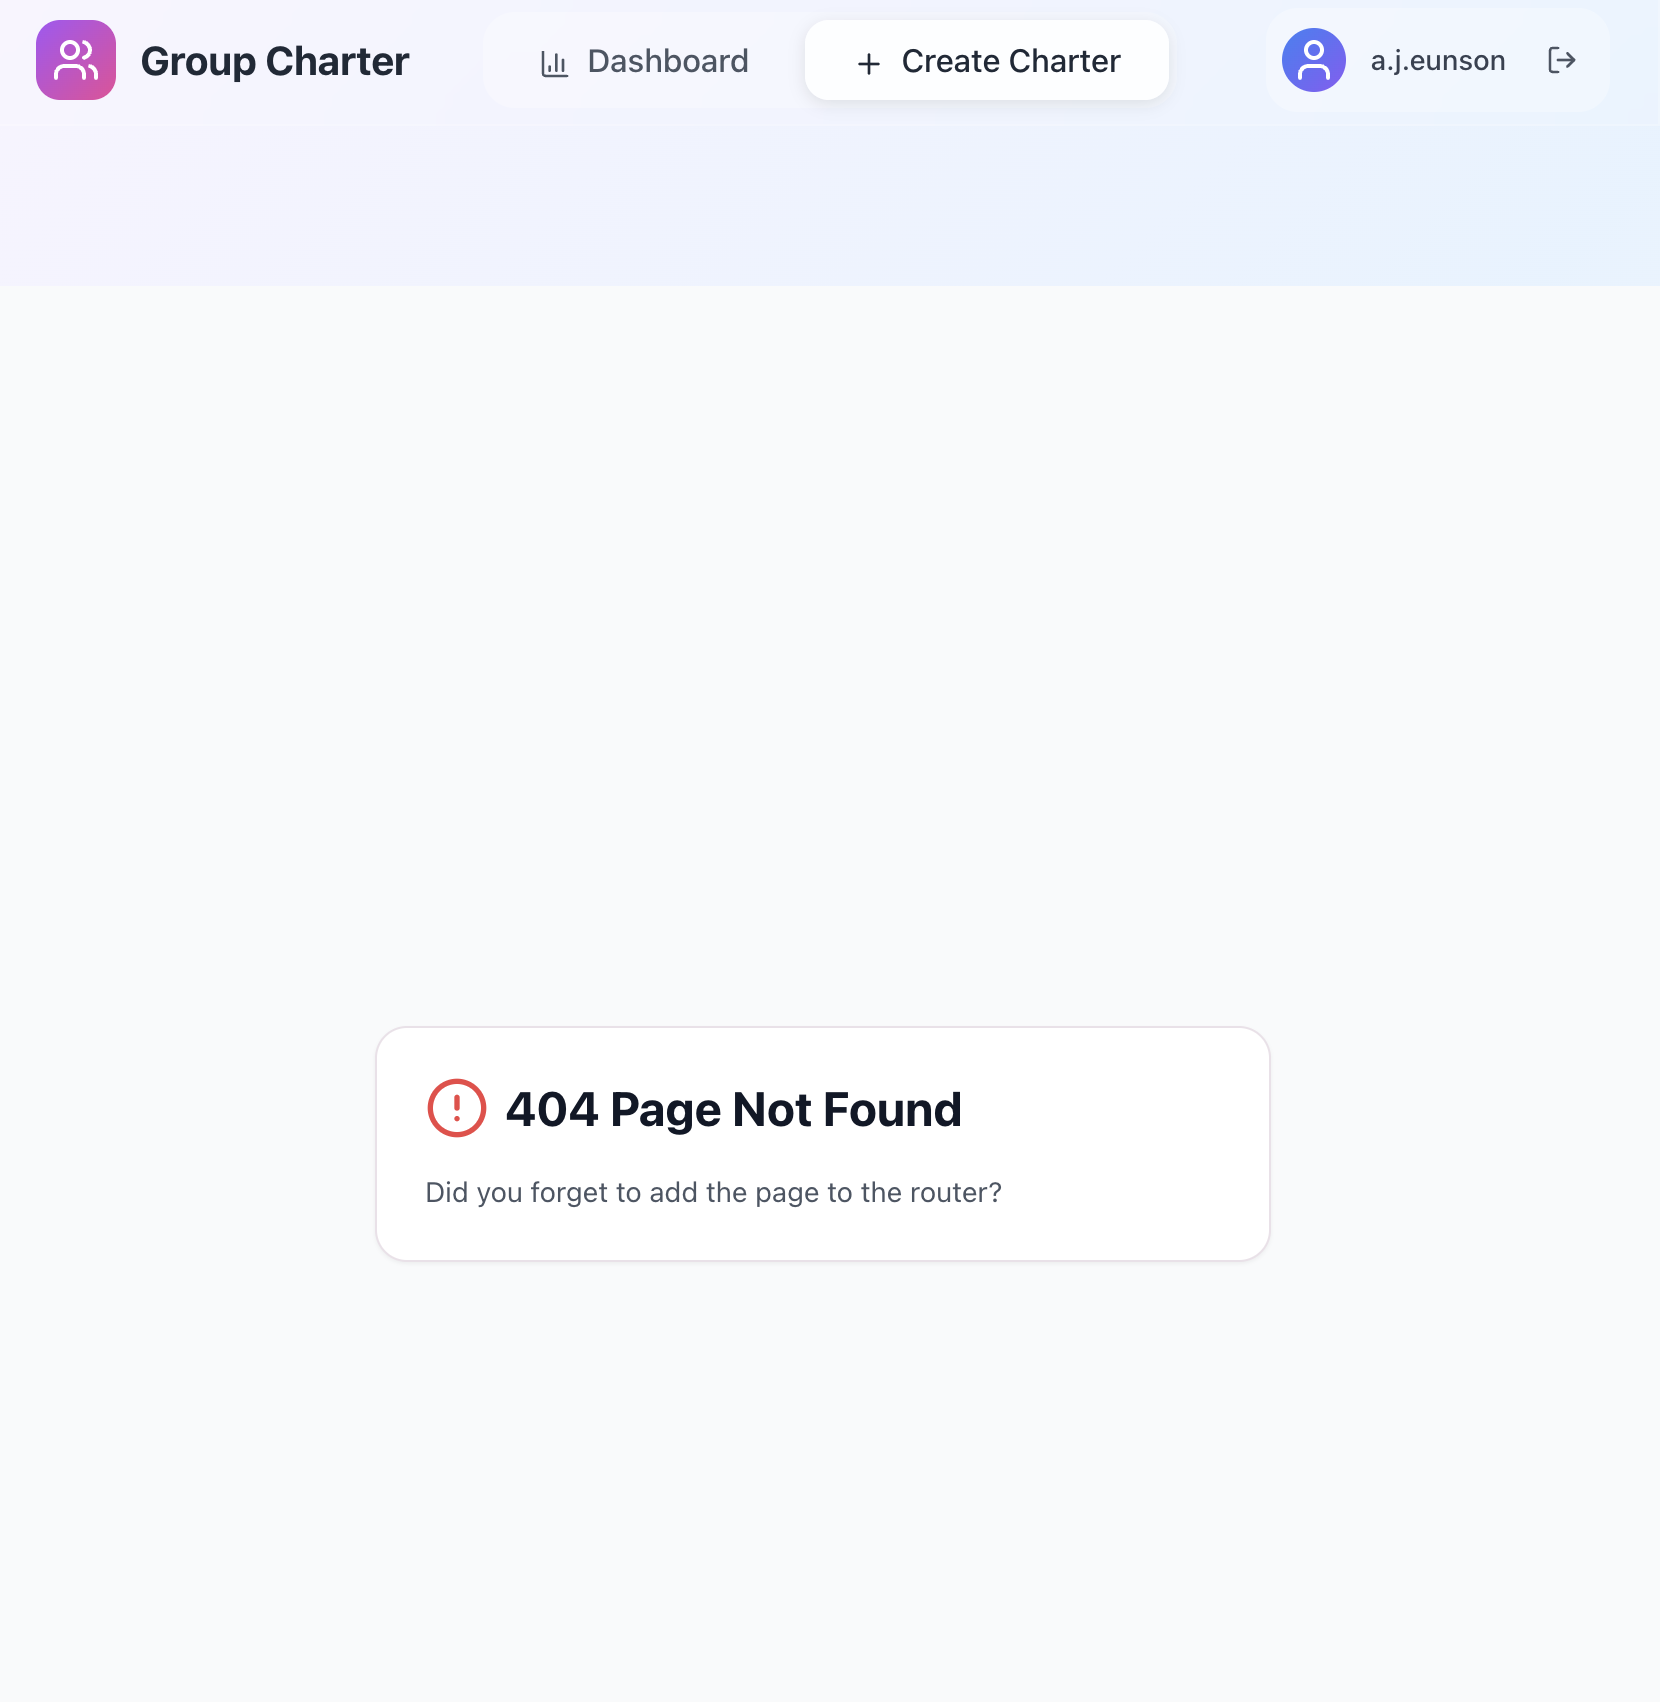 Group Charter
Dashboard
Create Charter
a.j.eunson
404 Page Not Found
Did you forget to add the page to the router?